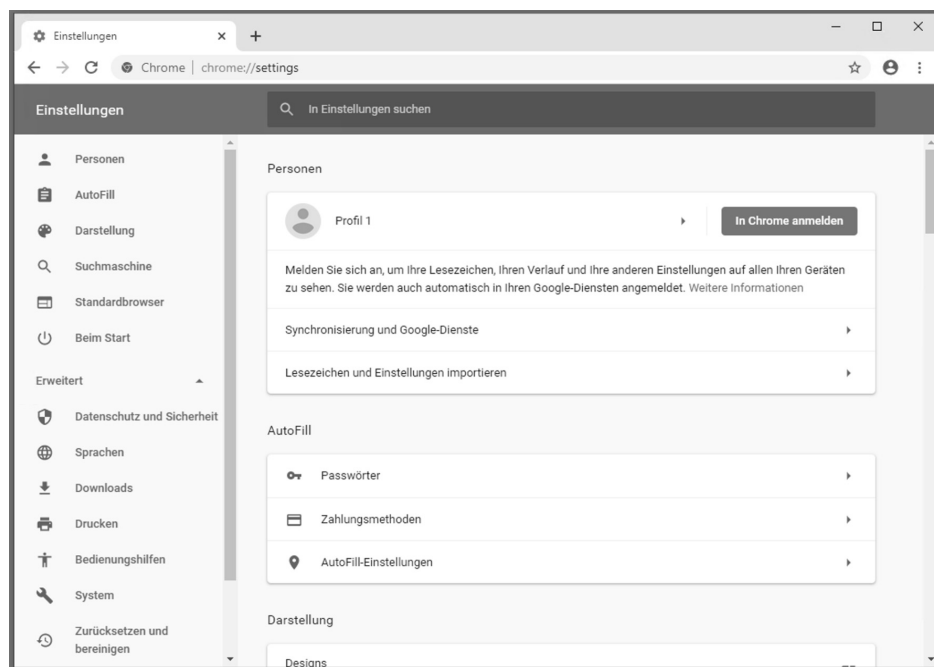 Einstellungen
Chrome | chrome://settings
Einstellungen
In Einstellungen suchen
Personen
AutoFill
Darstellung
Suchmaschine
Standardbrowser
Beim Start
Erweitert
Datenschutz und Sicherheit
Sprachen
Downloads
Drucken
Bedienungshilfen
System
Zurücksetzen und
bereinigen
Personen
Profil 1
In Chrome anmelden
Melden Sie sich an, um Ihre Lesezeichen, Ihren Verlauf und Ihre anderen Einstellungen auf allen Ihren Geräten
zu sehen. Sie werden auch automatisch in Ihren Google-Diensten angemeldet. Weitere Informationen
Synchronisierung und Google-Dienste
Lesezeichen und Einstellungen importieren
AutoFill
Passwörter
Zahlungsmethoden
AutoFill-Einstellungen
Darstellung
Designs